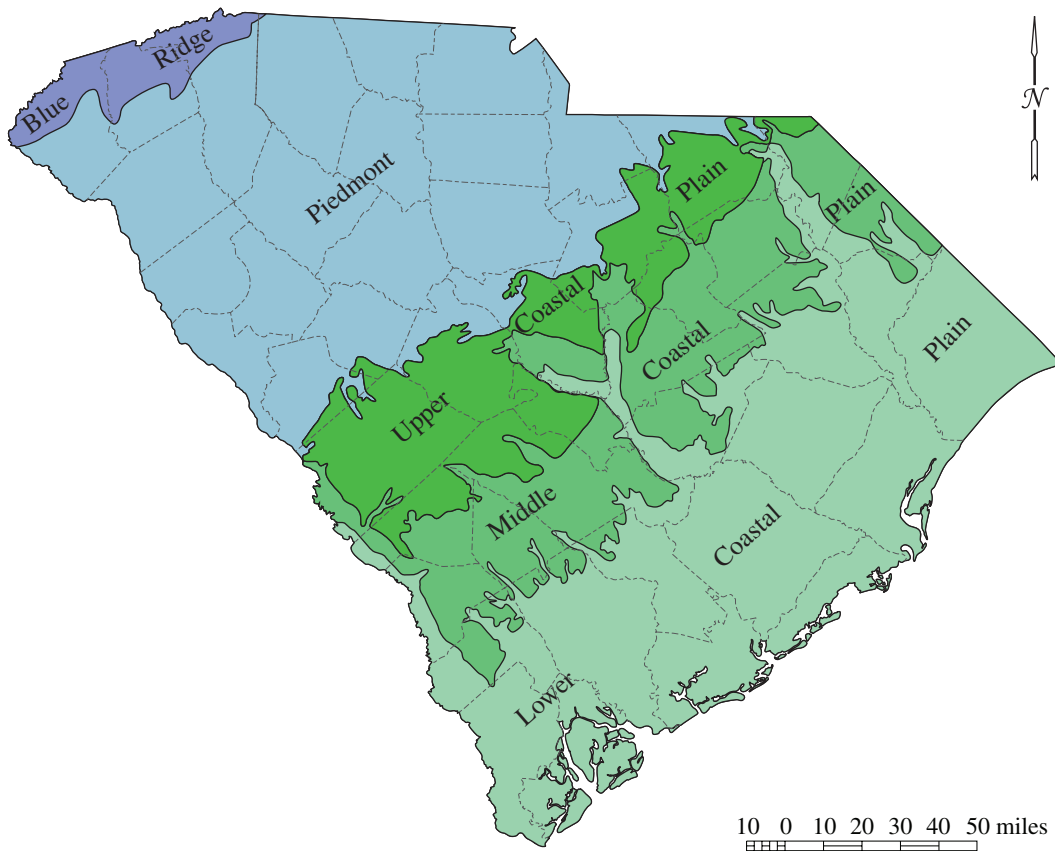 Blue Ridge
N
Piedmont
Upper Coastal Plain
Middle Coastal Plain
Plain
Lower Coastal Plain
10 0 10 20 30 40 50 miles